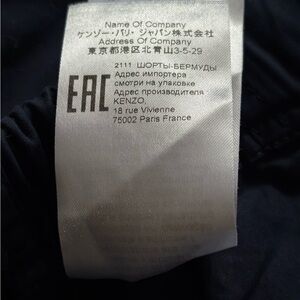 Name Of Company
ケンゾー・パリ・ジャパン株式会社
Address Of Company
東京都港区北青山3-5-29
2111 ШОРТЫ-БЕРМУДЫ
Адрес импортера
смотри на упаковке
Адрес производителя
KENZO,
18 rue Vivienne
75002 Paris France
EAC